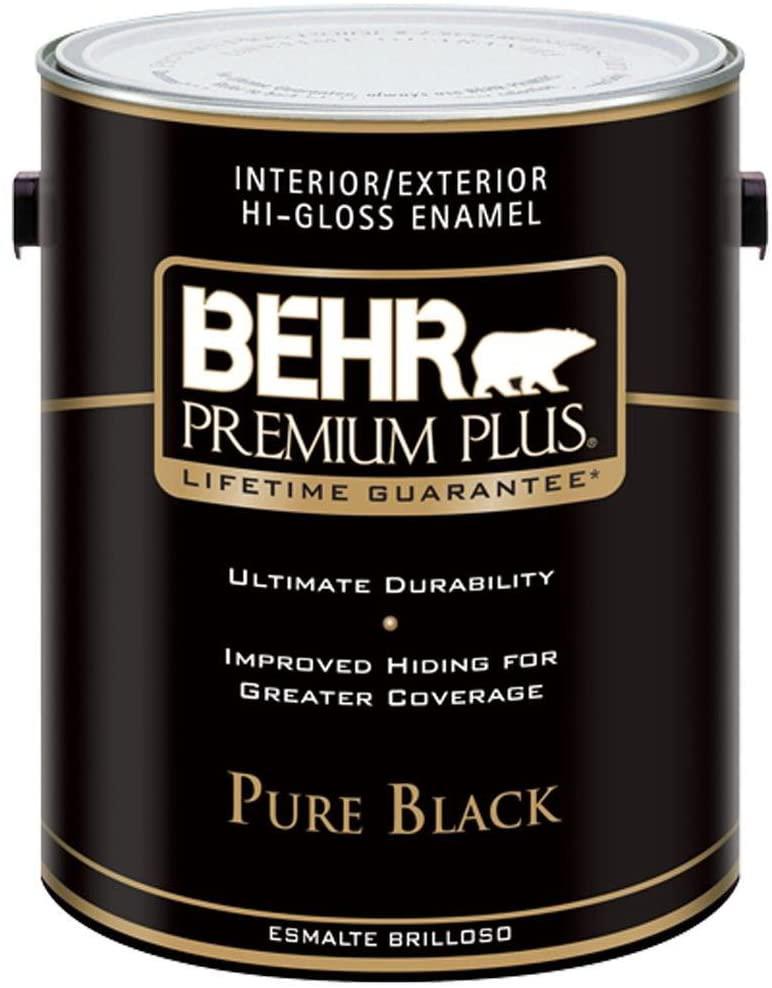 INTERIOR/EXTERIOR
HI-GLOSS ENAMEL
BEHR
PREMIUM PLUS®
LIFETIME GUARANTEE*
ULTIMATE DURABILITY
IMPROVED HIDING FOR
GREATER COVERAGE
PURE BLACK
ESMALTE BRILLOSO